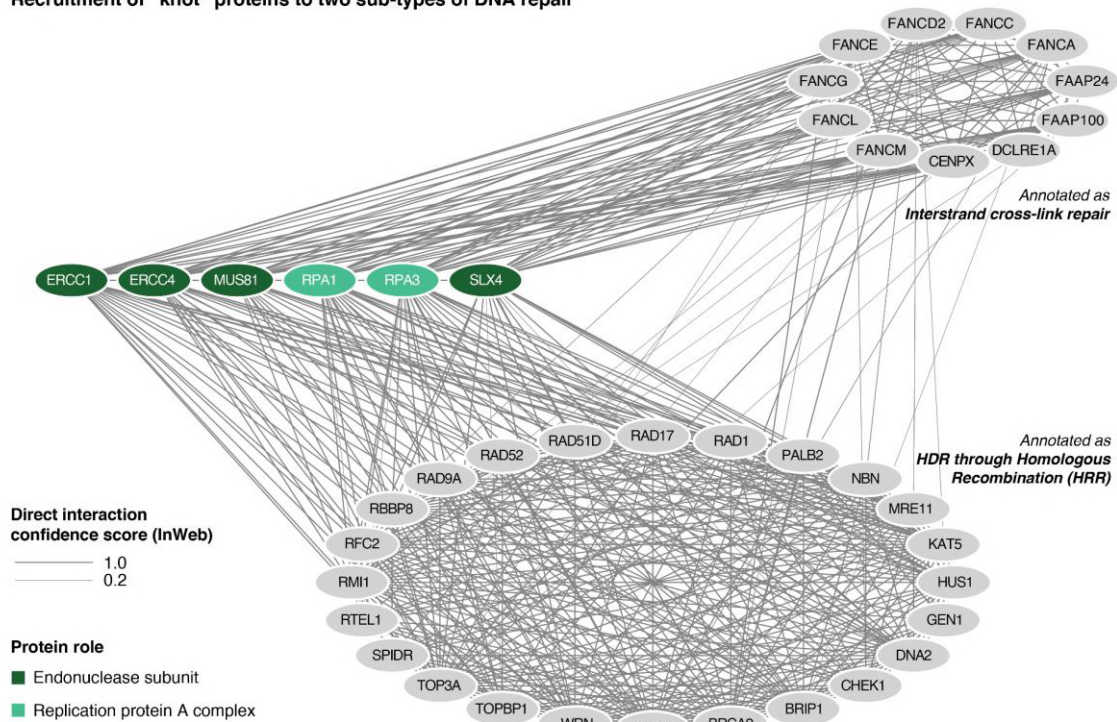 Recruitment of "knot" proteins to two sub-types of DNA repair
FANCD2
FANCC
FANCE
FANCA
FANCG
FAAP24
FANCL
FAAP100
FANCM
CENPX
DCLRE1A
Annotated as
Interstrand cross-link repair
ERCC1
ERCC4
MUS81
RPA1
RPA3
SLX4
RAD52
RAD51D
RAD17
RAD1
PALB2
RAD9A
NBN
Annotated as
HDR through Homologous
Recombination (HRR)
RBBP8
MRE11
RFC2
KAT5
RMI1
HUS1
RTEL1
GEN1
SPIDR
DNA2
TOP3A
CHEK1
TOPBP1
BRIP1
WRN
BRCA2
Direct interaction
confidence score (InWeb)
1.0
0.2
Protein role
Endonuclease subunit
Replication protein A complex